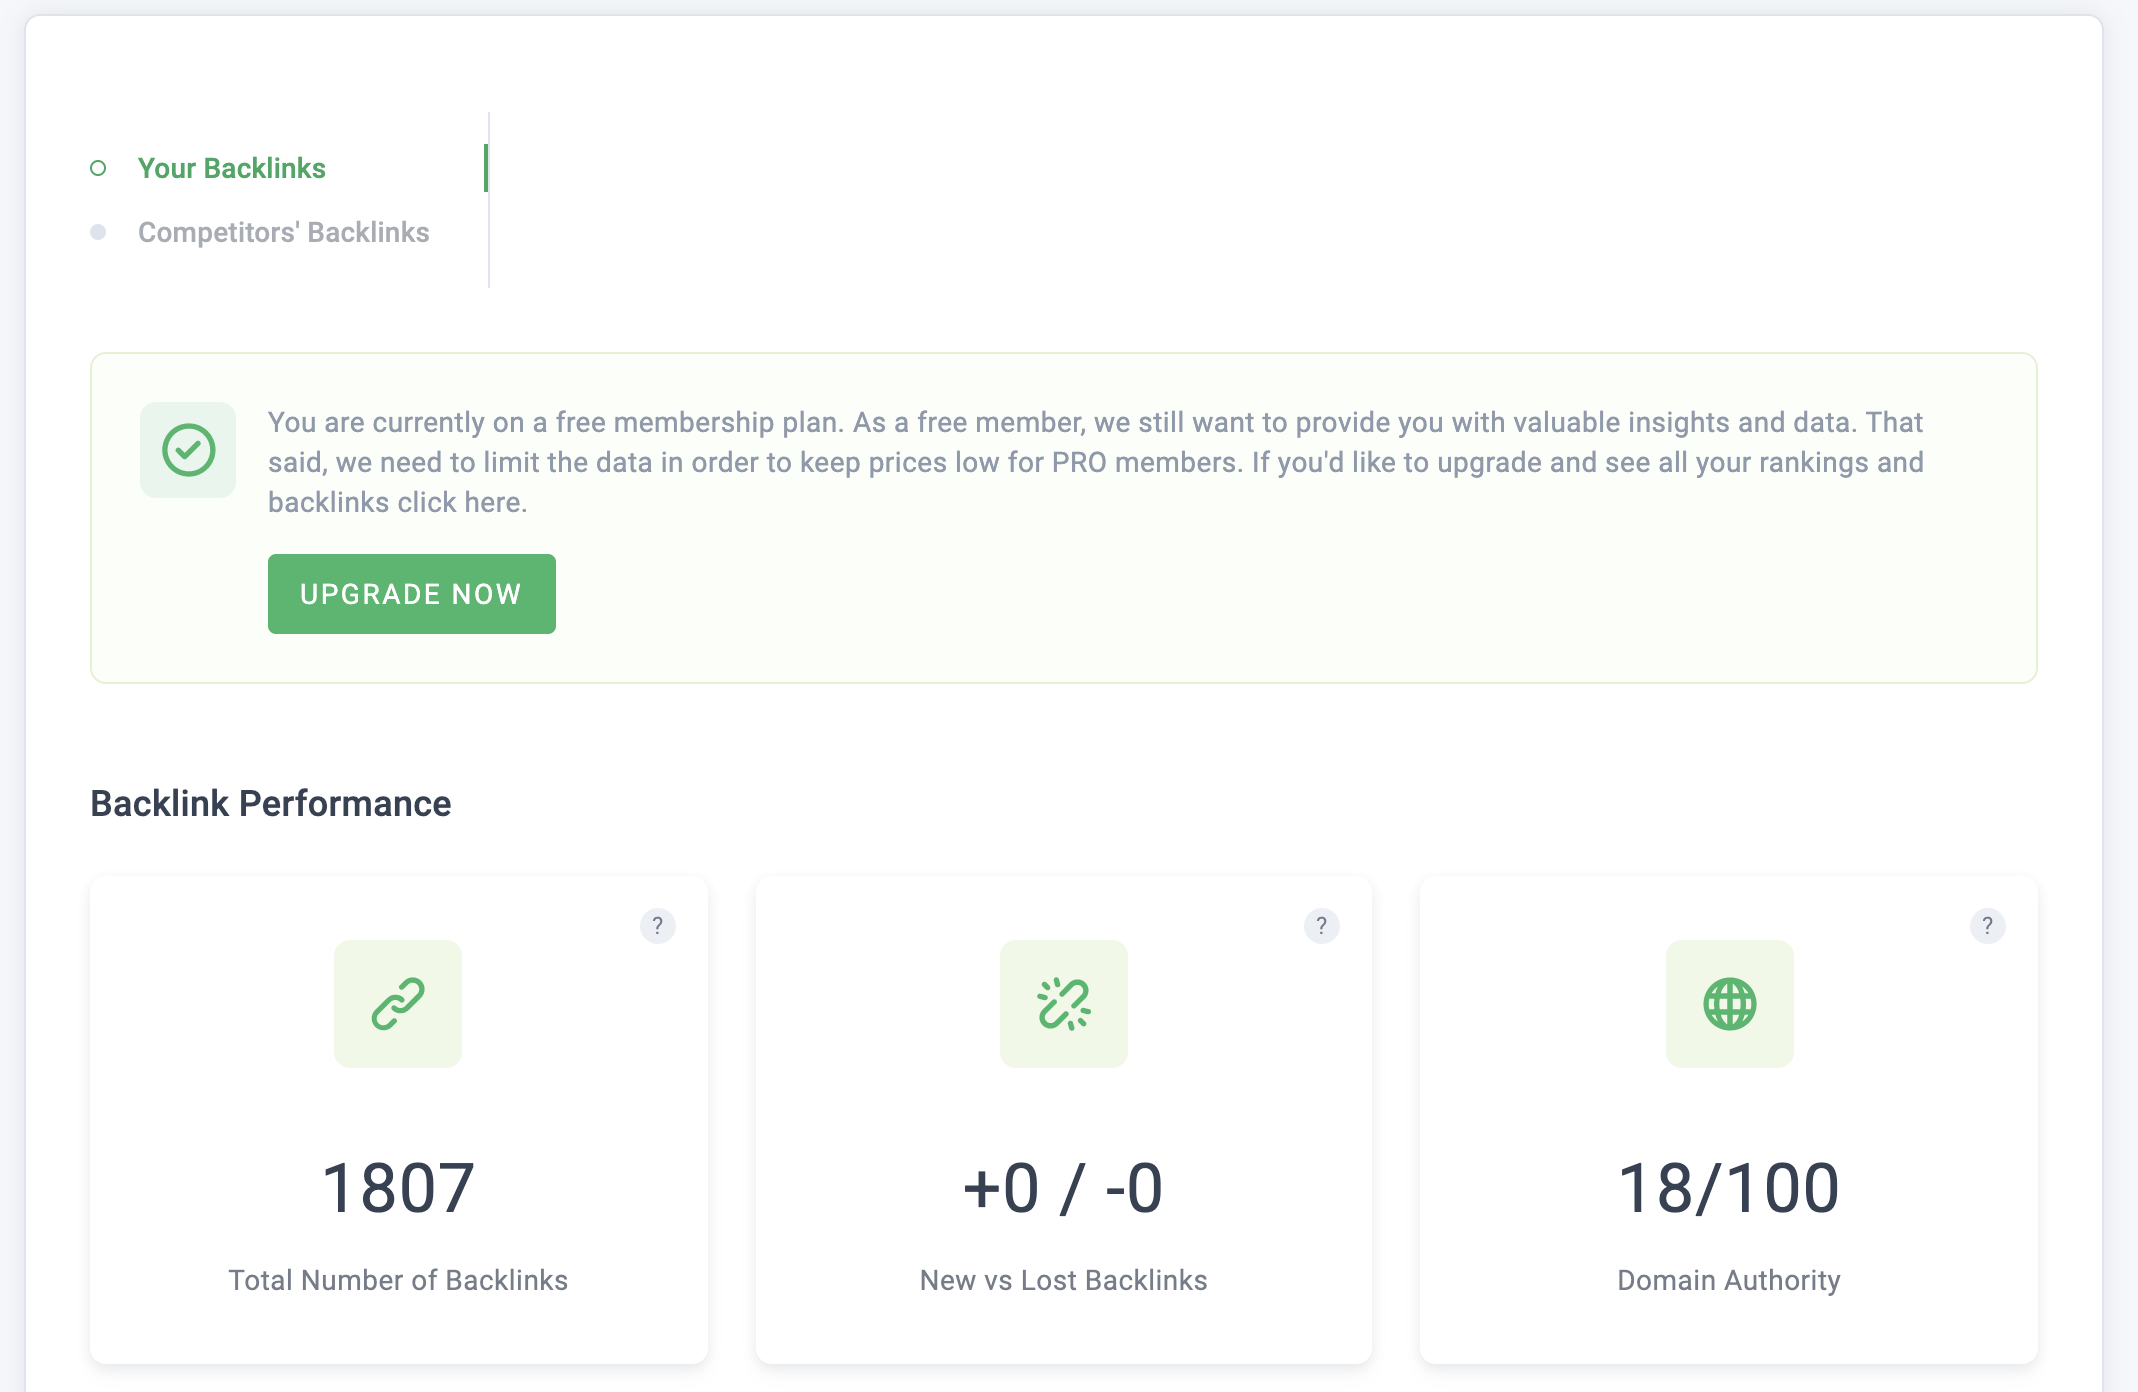 Your Backlinks
Competitors' Backlinks
You are currently on a free membership plan. As a free member, we still want to provide you with valuable insights and data. That
said, we need to limit the data in order to keep prices low for PRO members. If you'd like to upgrade and see all your rankings and
backlinks click here.
UPGRADE NOW
Backlink Performance
?
?
?
1807
+0 / -0
18/100
Total Number of Backlinks
New vs Lost Backlinks
Domain Authority